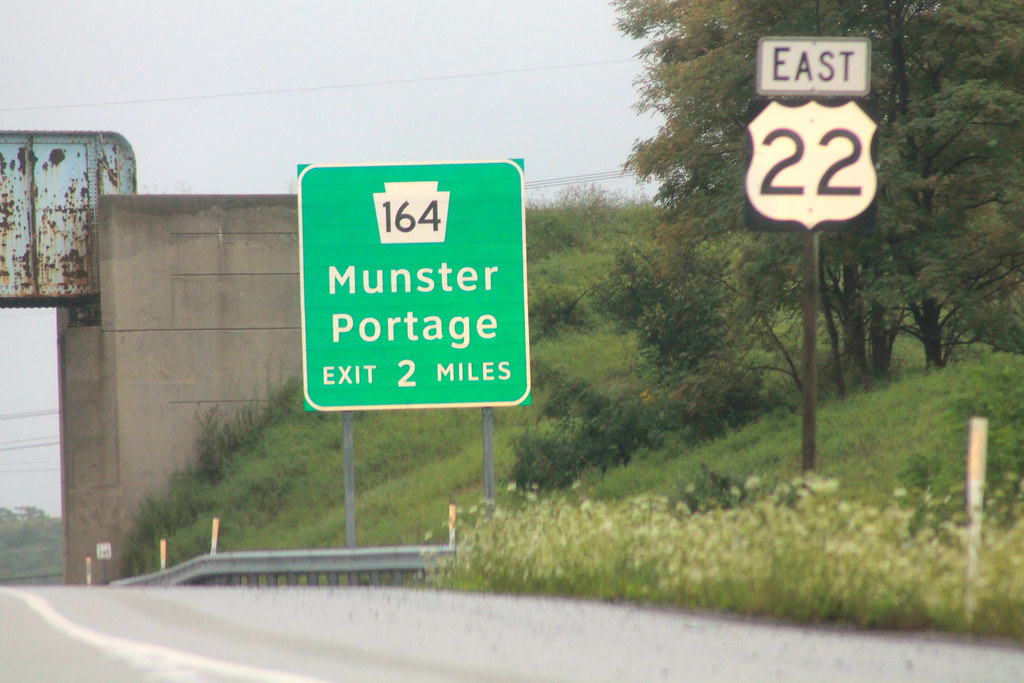 164
Munster
Portage
EXIT 2 MILES
EAST
22